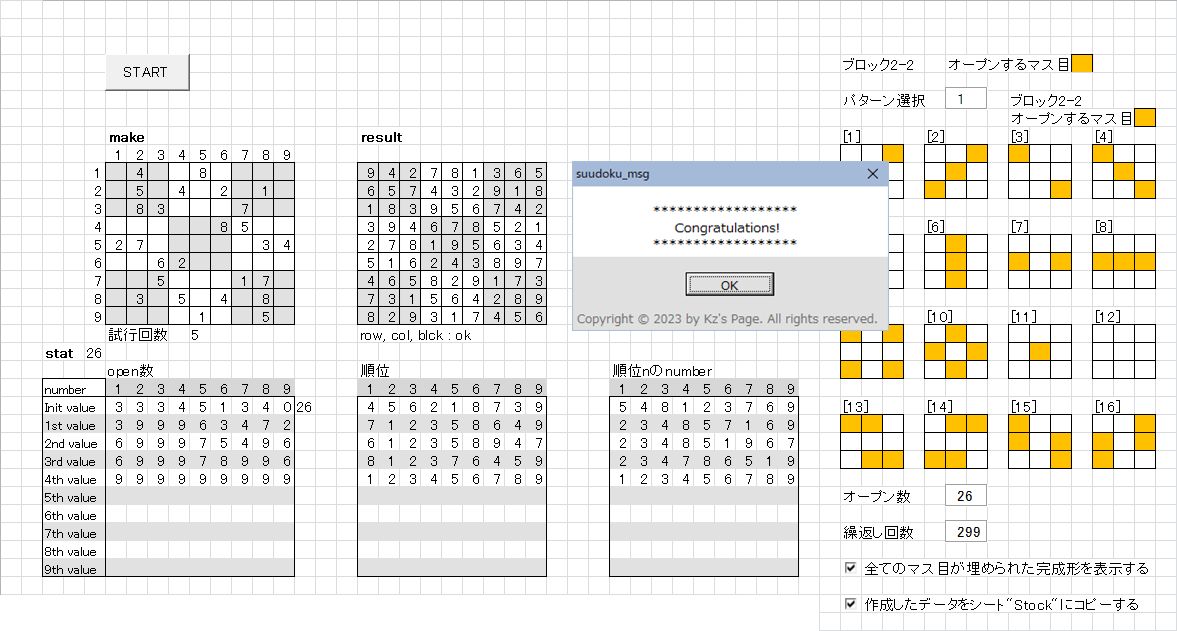 START
ブロック2-2 オープンするマス目
パターン選択 1 ブロック2-2
オープンするマス目
make
1 2 3 4 5 6 7 8 9
1 4 8
2 5 4 2 1
3 8 3 7
4 8 5
5 2 7 3 4
6 6 2
7 5 1 7
8 3 5 4 8
9 1 5
試行回数 5
result
9 4 2 7 8 1 3 6 5
6 5 7 4 3 2 9 1 8
1 8 3 9 5 6 7 4 2
3 9 4 6 7 8 5 2 1
2 7 8 1 9 5 6 3 4
5 1 6 2 4 3 8 9 7
4 6 5 8 2 9 1 7 3
7 3 1 5 6 4 2 8 9
8 2 9 3 1 7 4 5 6
row, col, blck : ok
suudoku_msg
******************
Congratulations!
******************
OK
Copyright © 2023 by Kz's Page. All rights reserved.
[1] [2] [3] [4]
[6] [7] [8]
[10] [11] [12]
[13] [14] [15] [16]
stat 26
open数
number 1 2 3 4 5 6 7 8 9
Init value 3 3 3 4 5 1 3 4 0 26
1st value 3 9 9 9 6 3 4 7 2
2nd value 6 9 9 9 7 5 4 9 6
3rd value 6 9 9 9 7 8 9 9 6
4th value 9 9 9 9 9 9 9 9 9
5th value
6th value
7th value
8th value
9th value
順位
1 2 3 4 5 6 7 8 9
4 5 6 2 1 8 7 3 9
7 1 2 3 5 8 6 4 9
6 1 2 3 5 8 9 4 7
8 1 2 3 7 6 4 5 9
1 2 3 4 5 6 7 8 9
順位nのnumber
1 2 3 4 5 6 7 8 9
5 4 8 1 2 3 7 6 9
2 3 4 8 5 7 1 6 9
2 3 4 8 5 1 9 6 7
2 3 4 7 8 6 5 1 9
1 2 3 4 5 6 7 8 9
オープン数 26
繰返し回数 299
全てのマス目が埋められた完成形を表示する
作成したデータをシート“Stock“にコピーする